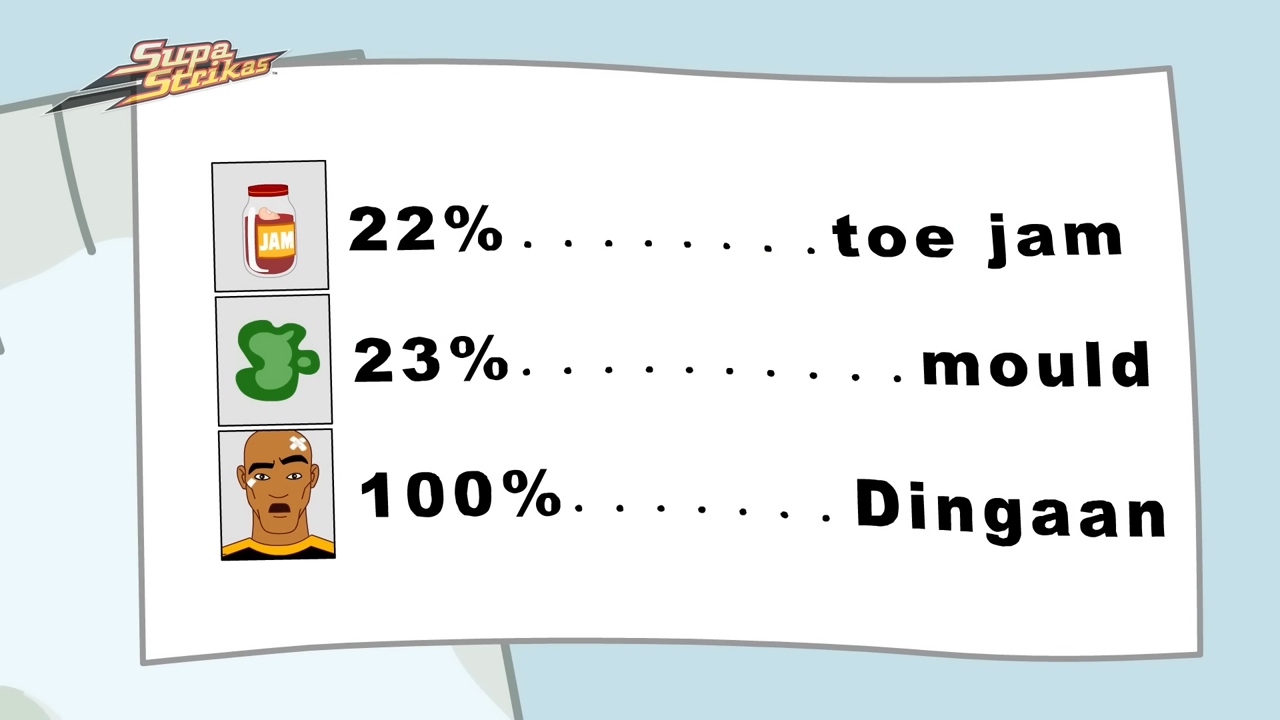 Supa
Strikas
JAM
22%........toe jam
23%..........mould
100%.......Dingaan